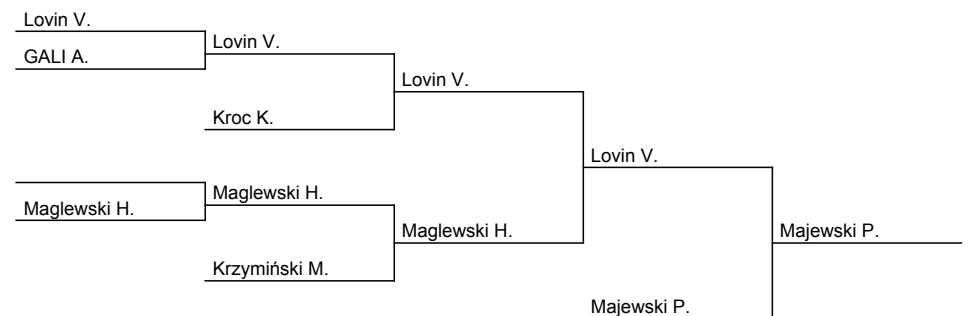 Lovin V.
GALI A.
Lovin V.
Kroc K.
Lovin V.
Maglewski H.
Maglewski H.
Krzymiński M.
Maglewski H.
Lovin V.
Majewski P.
Majewski P.